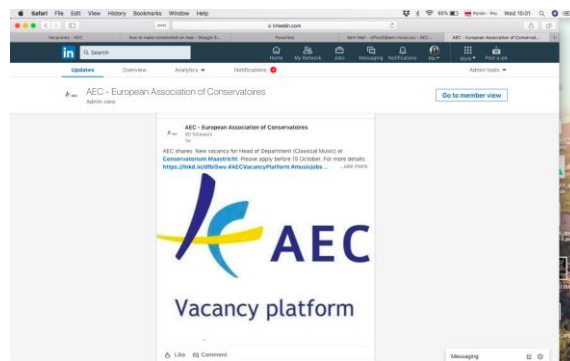 Safari File Edit View History Bookmarks Window Help
Wed 15:01
linkedin.com
Vacancies - AEC
Favorites
AEC - European Association of Conservat...
in Search
Home My Network Jobs Messaging Notifications Me Work Post a job
Updates Overview Analytics Notifications Admin tools
AEC - European Association of Conservatoires
Admin view
Go to member view
AEC - European Association of Conservatoires
AEC shares: New vacancy for Head of Department (Classical Music) at
Conservatorium Maastricht. Please apply before 15 October. For more details:
#AECVacancyPlatform #musicjobs ... ...see more
AEC
Vacancy platform
Like Comment
Messaging